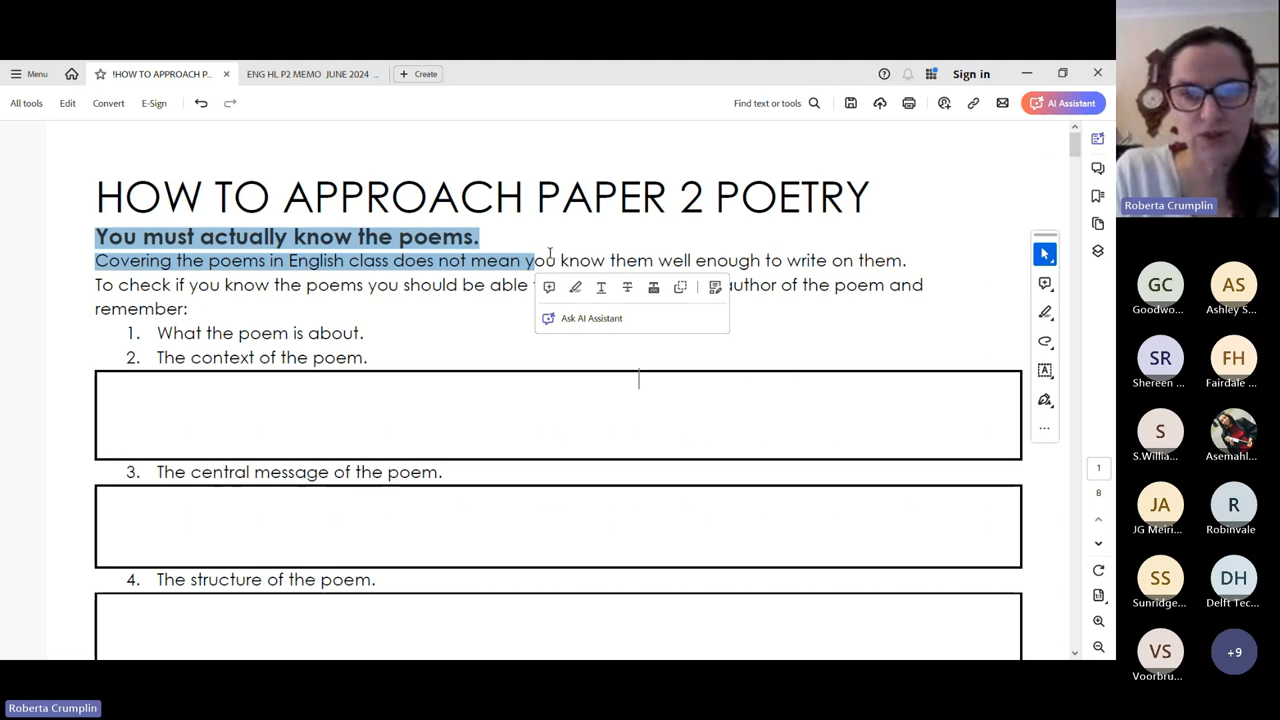 Menu
!HOW TO APPROACH P...
ENG HL P2 MEMO JUNE 2024 ...
Create
Sign in
All tools
Edit
Convert
E-Sign
Find text or tools
AI Assistant
HOW TO APPROACH PAPER 2 POETRY
You must actually know the poems.
Covering the poems in English class does not mean you know them well enough to write on them.
To check if you know the poems you should be able author of the poem and
remember:
Ask AI Assistant
1. What the poem is about.
2. The context of the poem.
3. The central message of the poem.
4. The structure of the poem.
1
8
Roberta Crumplin
GC
Goodwo...
AS
Ashley S...
SR
Shereen ...
FH
Fairdale ...
S
S.Willia...
Asemahl...
JA
JG Meiri...
R
Robinvale
SS
Sunridge...
DH
Delft Tec...
VS
Voorbru...
+9
Roberta Crumplin